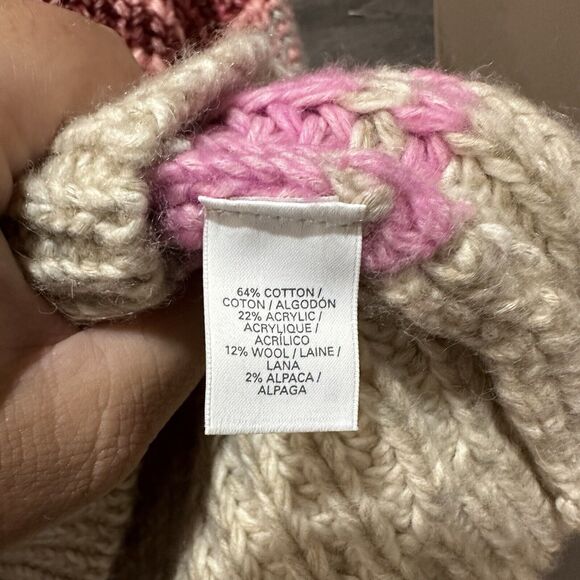 64% COTTON /
COTON / ALGODÓN
22% ACRYLIC /
ACRYLIQUE /
ACRÍLICO
12% WOOL / LAINE /
LANA
2% ALPACA /
ALPAGA